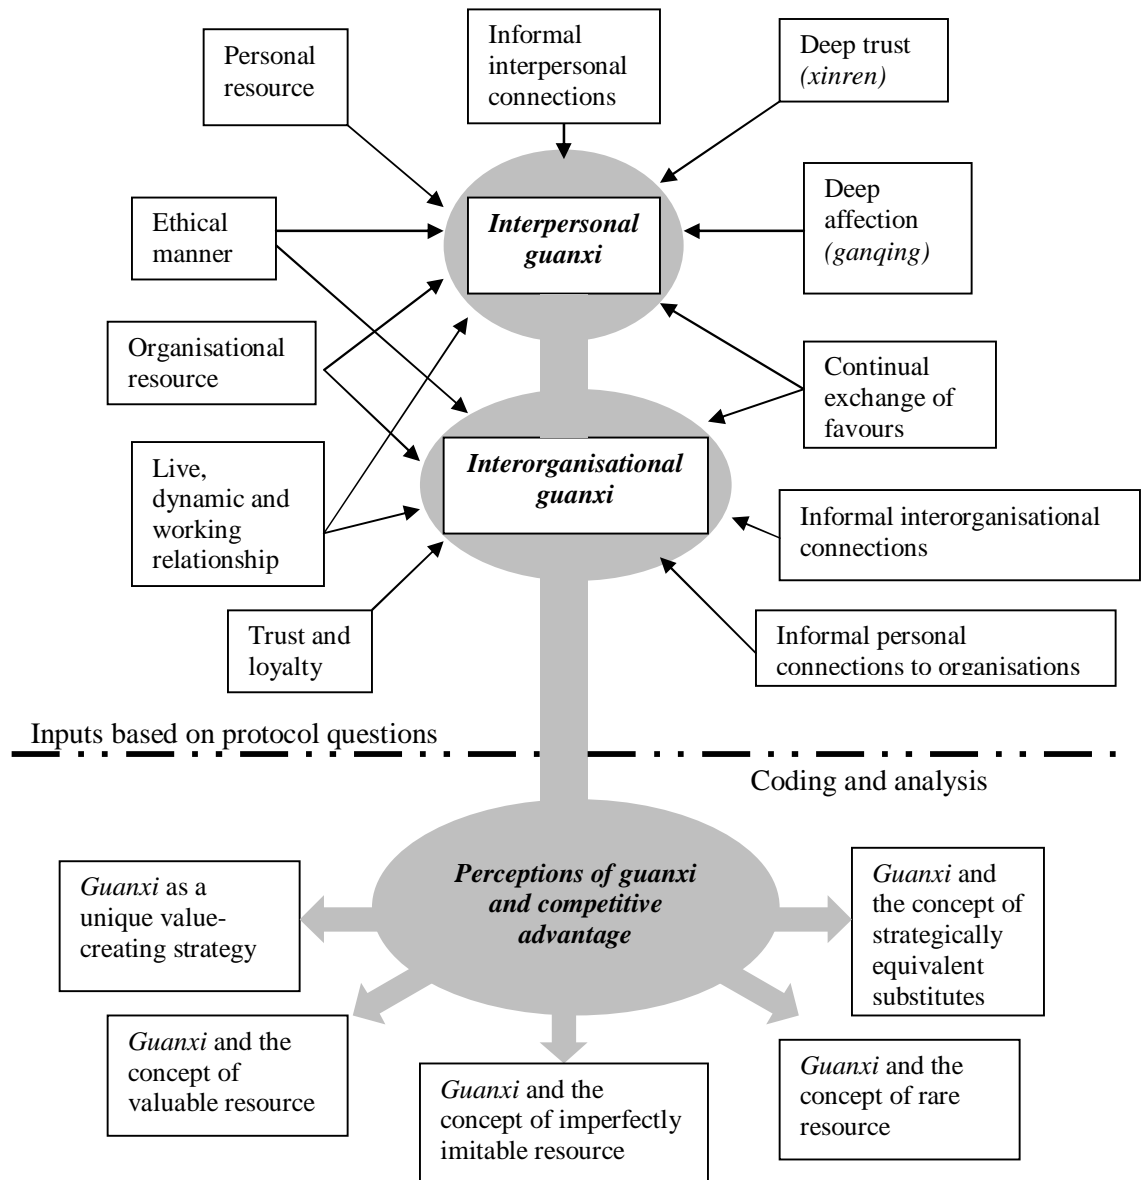 Personal
resource
Informal
interpersonal
connections
Deep trust
(xinren)
Ethical
manner
Interpersonal
guanxi
Deep
affection
(ganqing)
Organisational
resource
Continual
exchange of
favours
Live,
dynamic and
working
relationship
Interorganisational
guanxi
Informal interorganisational
connections
Trust and
loyalty
Informal personal
connections to organisations
Inputs based on protocol questions
Coding and analysis
Guanxi as a
unique value-
creating strategy
Perceptions of guanxi
and competitive
advantage
Guanxi and
the concept of
strategically
equivalent
substitutes
Guanxi and the
concept of
valuable resource
Guanxi and the
concept of imperfectly
imitable resource
Guanxi and the
concept of rare
resource